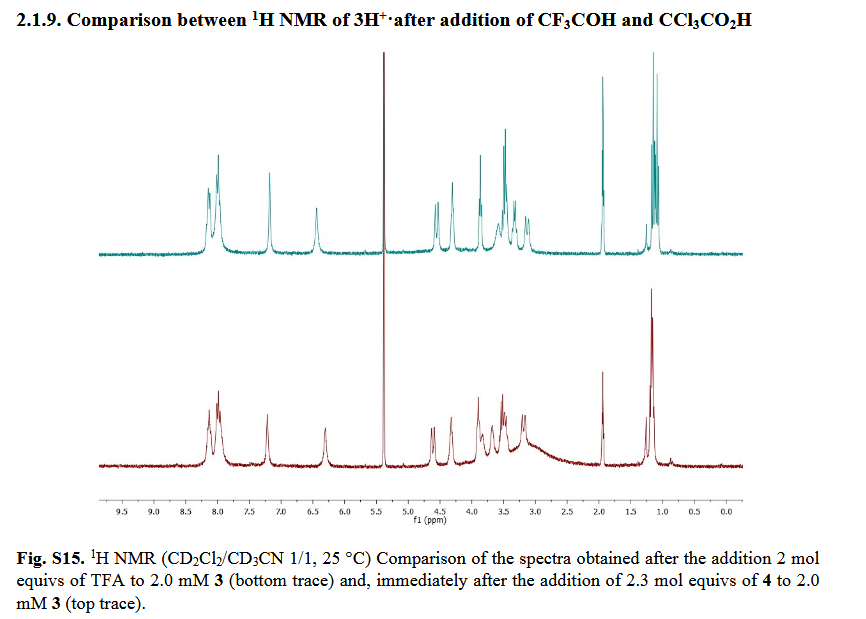 2.1.9. Comparison between ¹H NMR of 3H⁺·after addition of CF₃COH and CCl₃CO₂H
9.5 9.0 8.5 8.0 7.5 7.0 6.5 6.0 5.5 5.0 4.5 4.0 3.5 3.0 2.5 2.0 1.5 1.0 0.5 0.0
f1 (ppm)
Fig. S15. ¹H NMR (CD₂Cl₂/CD₃CN 1/1, 25 °C) Comparison of the spectra obtained after the addition 2 mol
equivs of TFA to 2.0 mM 3 (bottom trace) and, immediately after the addition of 2.3 mol equivs of 4 to 2.0
mM 3 (top trace).